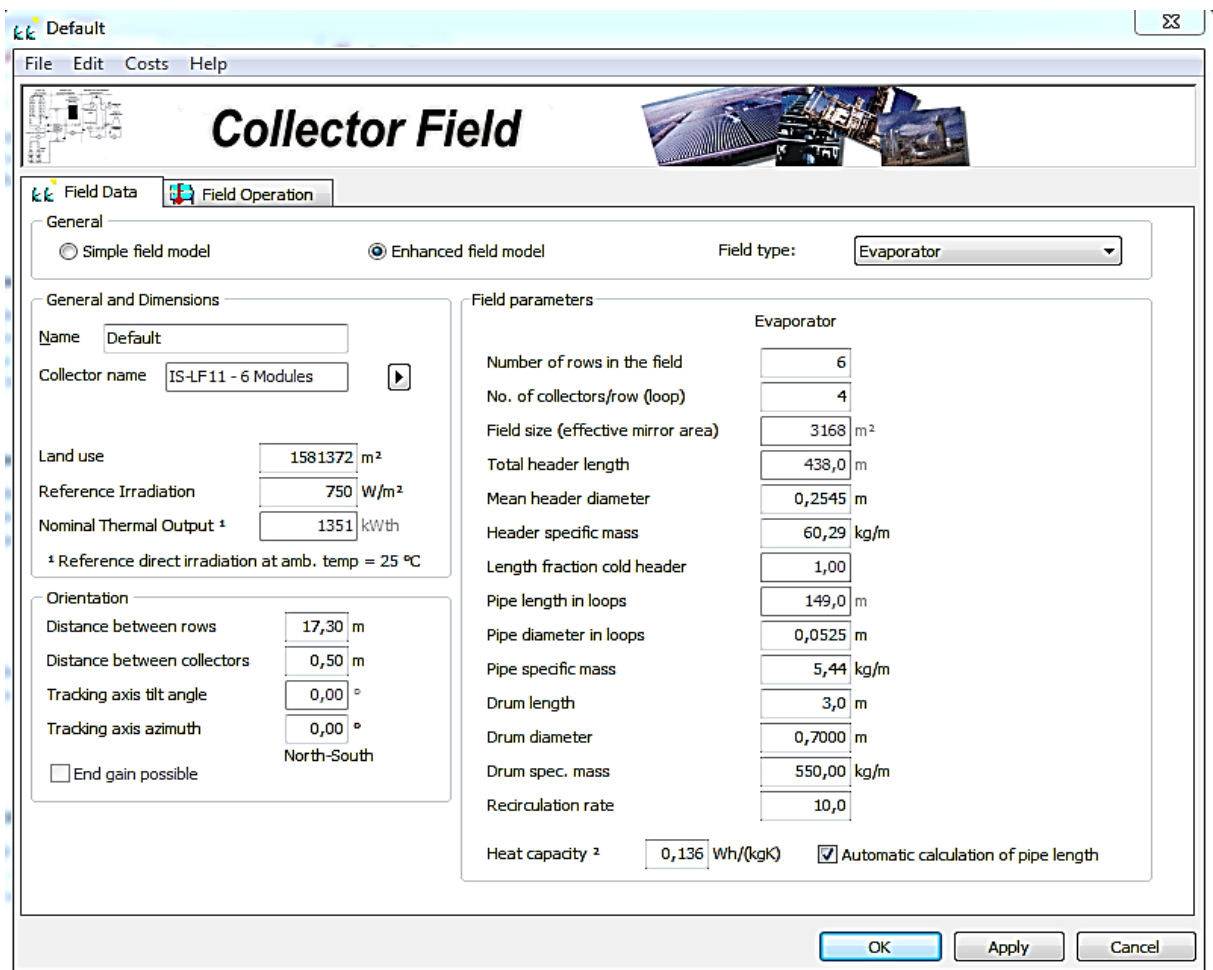 Default
File Edit Costs Help
Collector Field
Field Data Field Operation
General
Simple field model Enhanced field model Field type: Evaporator
General and Dimensions
Name Default
Collector name IS-LF11 - 6 Modules
Land use 1581372 m²
Reference Irradiation 750 W/m²
Nominal Thermal Output ¹ 1351 kWth
¹ Reference direct irradiation at amb. temp = 25 ºC
Orientation
Distance between rows 17,30 m
Distance between collectors 0,50 m
Tracking axis tilt angle 0,00 º
Tracking axis azimuth 0,00 º
North-South
End gain possible
Field parameters
Evaporator
Number of rows in the field 6
No. of collectors/row (loop) 4
Field size (effective mirror area) 3168 m²
Total header length 438,0 m
Mean header diameter 0,2545 m
Header specific mass 60,29 kg/m
Length fraction cold header 1,00
Pipe length in loops 149,0 m
Pipe diameter in loops 0,0525 m
Pipe specific mass 5,44 kg/m
Drum length 3,0 m
Drum diameter 0,7000 m
Drum spec. mass 550,00 kg/m
Recirculation rate 10,0
Heat capacity ² 0,136 Wh/(kgK) Automatic calculation of pipe length
OK Apply Cancel